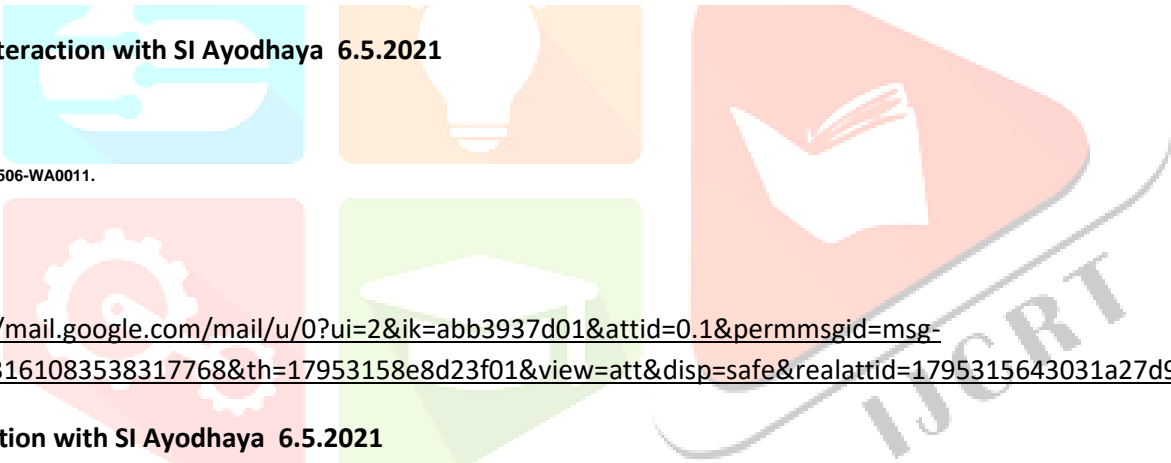 teraction with SI Ayodhaya 6.5.2021
506-WA0011.
/mail.google.com/mail/u/0?ui=2&ik=abb3937d01&attid=0.1&permmsgid=msg-
3161083538317768&th=17953158e8d23f01&view=att&disp=safe&realattid=1795315643031a27d9
tion with SI Ayodhaya 6.5.2021
IJCRT